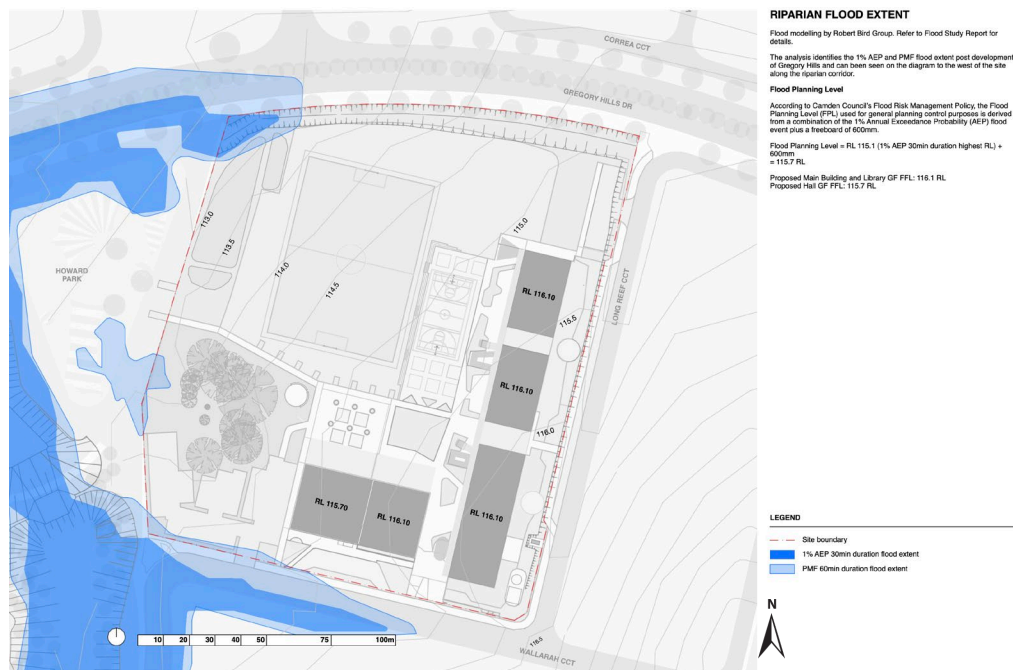 RIPARIAN FLOOD EXTENT
Flood modelling by Robert Bird Group. Refer to Flood Study Report for
details.
The analysis identifies the 1% AEP and PMF flood extent post development
of Gregory Hills and can been seen on the diagram to the west of the site
along the riparian corridor.
Flood Planning Level
According to Camden Council's Flood Risk Management Policy, the Flood
Planning Level (FPL) used for general planning control purposes is derived
from a combination of the 1% Annual Exceedance Probability (AEP) flood
event plus a freeboard of 600mm.
Flood Planning Level = RL 115.1 (1% AEP 30min duration highest RL) +
600mm
= 115.7 RL
Proposed Main Building and Library GF FFL: 116.1 RL
Proposed Hall GF FFL: 115.7 RL
CORREA CCT
GREGORY HILLS DR
HOWARD
PARK
113.0
113.5
114.0
114.5
115.0
LONG REEF CCT
RL 116.10
115.5
RL 116.10
116.0
RL 115.70
RL 116.10
RL 116.10
116.5
WALLARAH CCT
10 20 30 40 50 75 100m
LEGEND
Site boundary
1% AEP 30min duration flood extent
PMF 60min duration flood extent
N